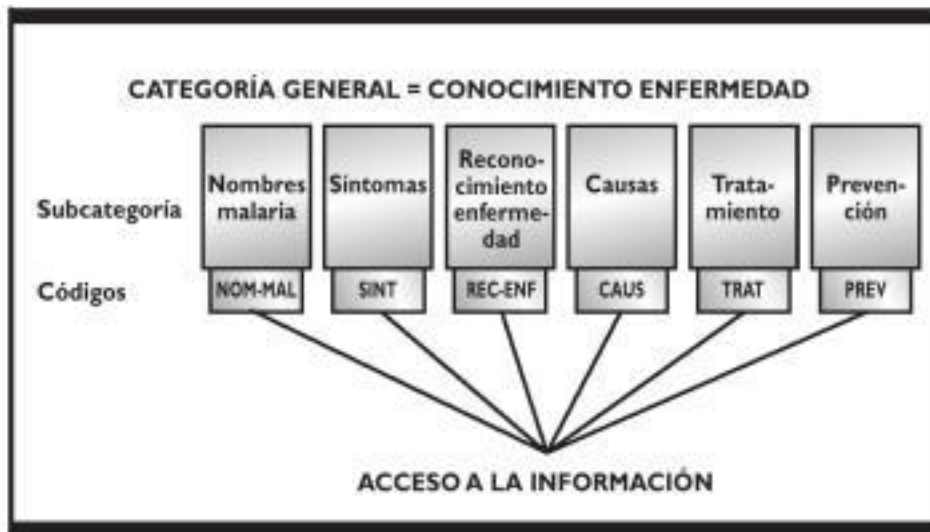 CATEGORÍA GENERAL = CONOCIMIENTO ENFERMEDAD
Subcategoría
Nombres
malaria
Síntomas
Recono-
cimiento
enferme-
dad
Causas
Trata-
miento
Preven-
ción
Códigos
NOM-MAL
SINT
REC-ENF
CAUS
TRAT
PREV
ACCESO A LA INFORMACIÓN